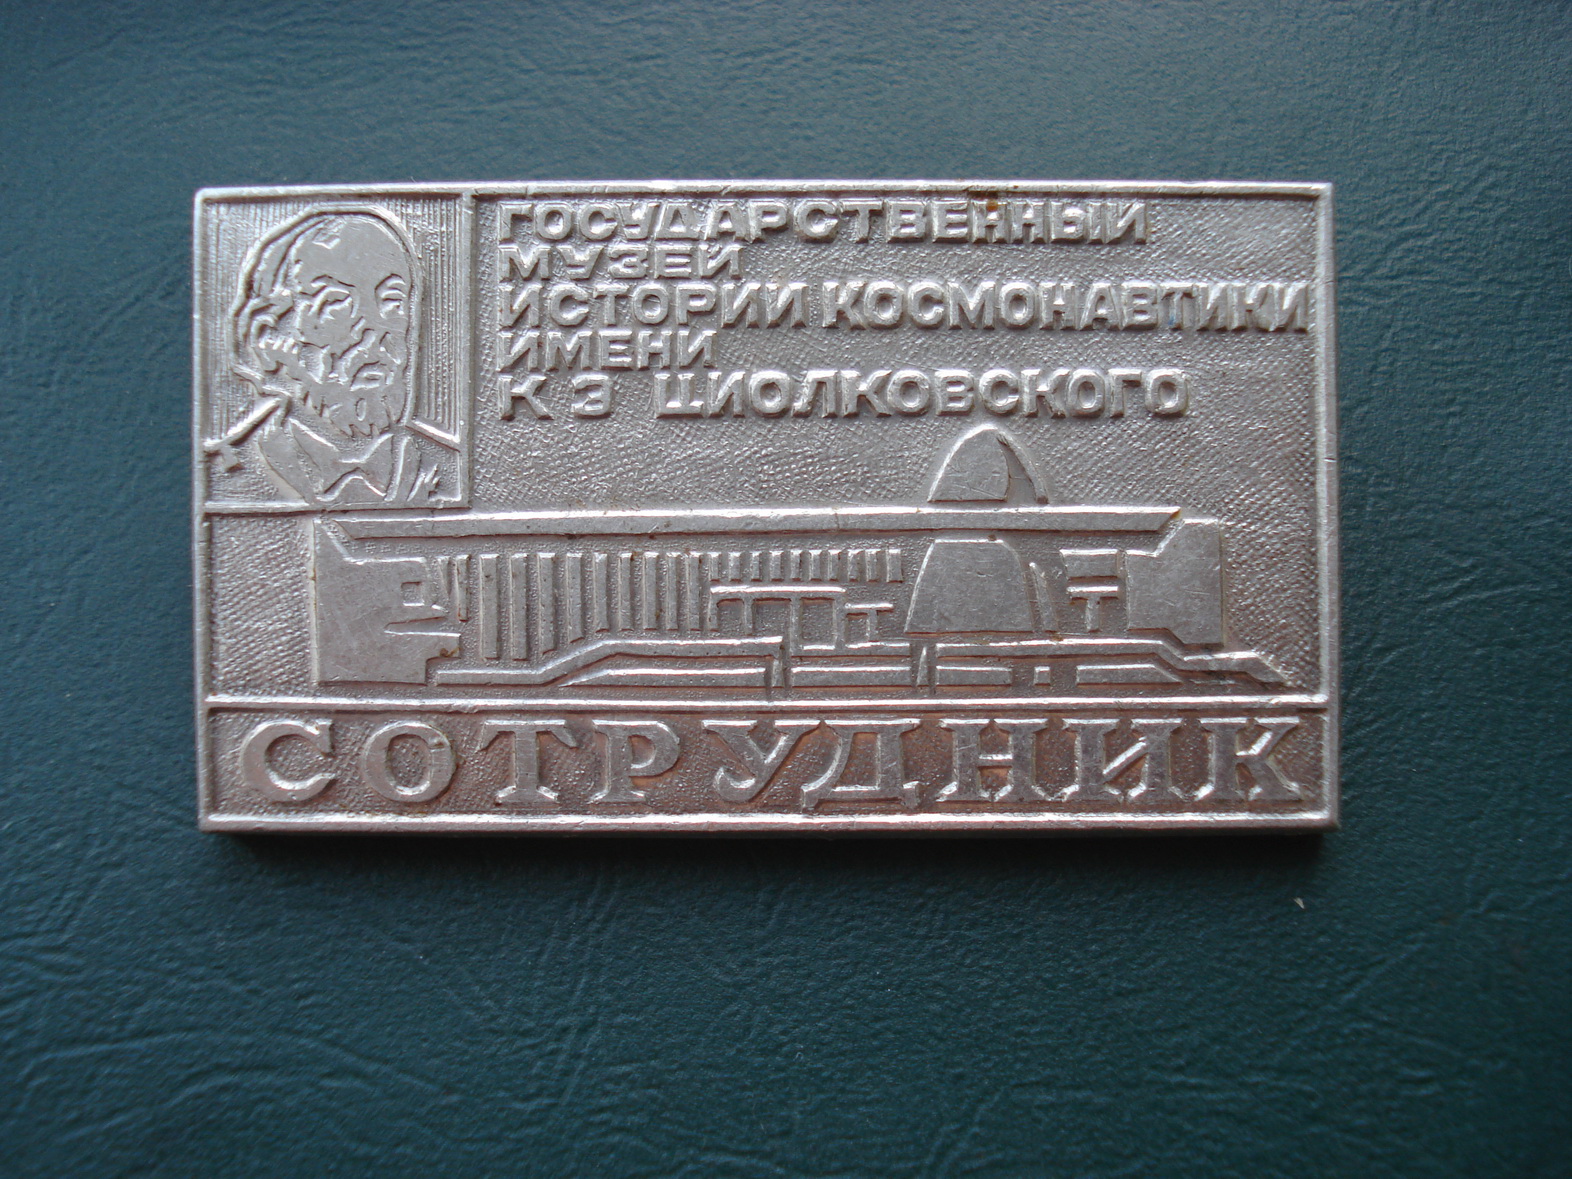 ГОСУДАРСТВЕННЫЙ
МУЗЕЙ
ИСТОРИИ КОСМОНАВТИКИ
ИМЕНИ
К Э ЦИОЛКОВСКОГО
СОТРУДНИК